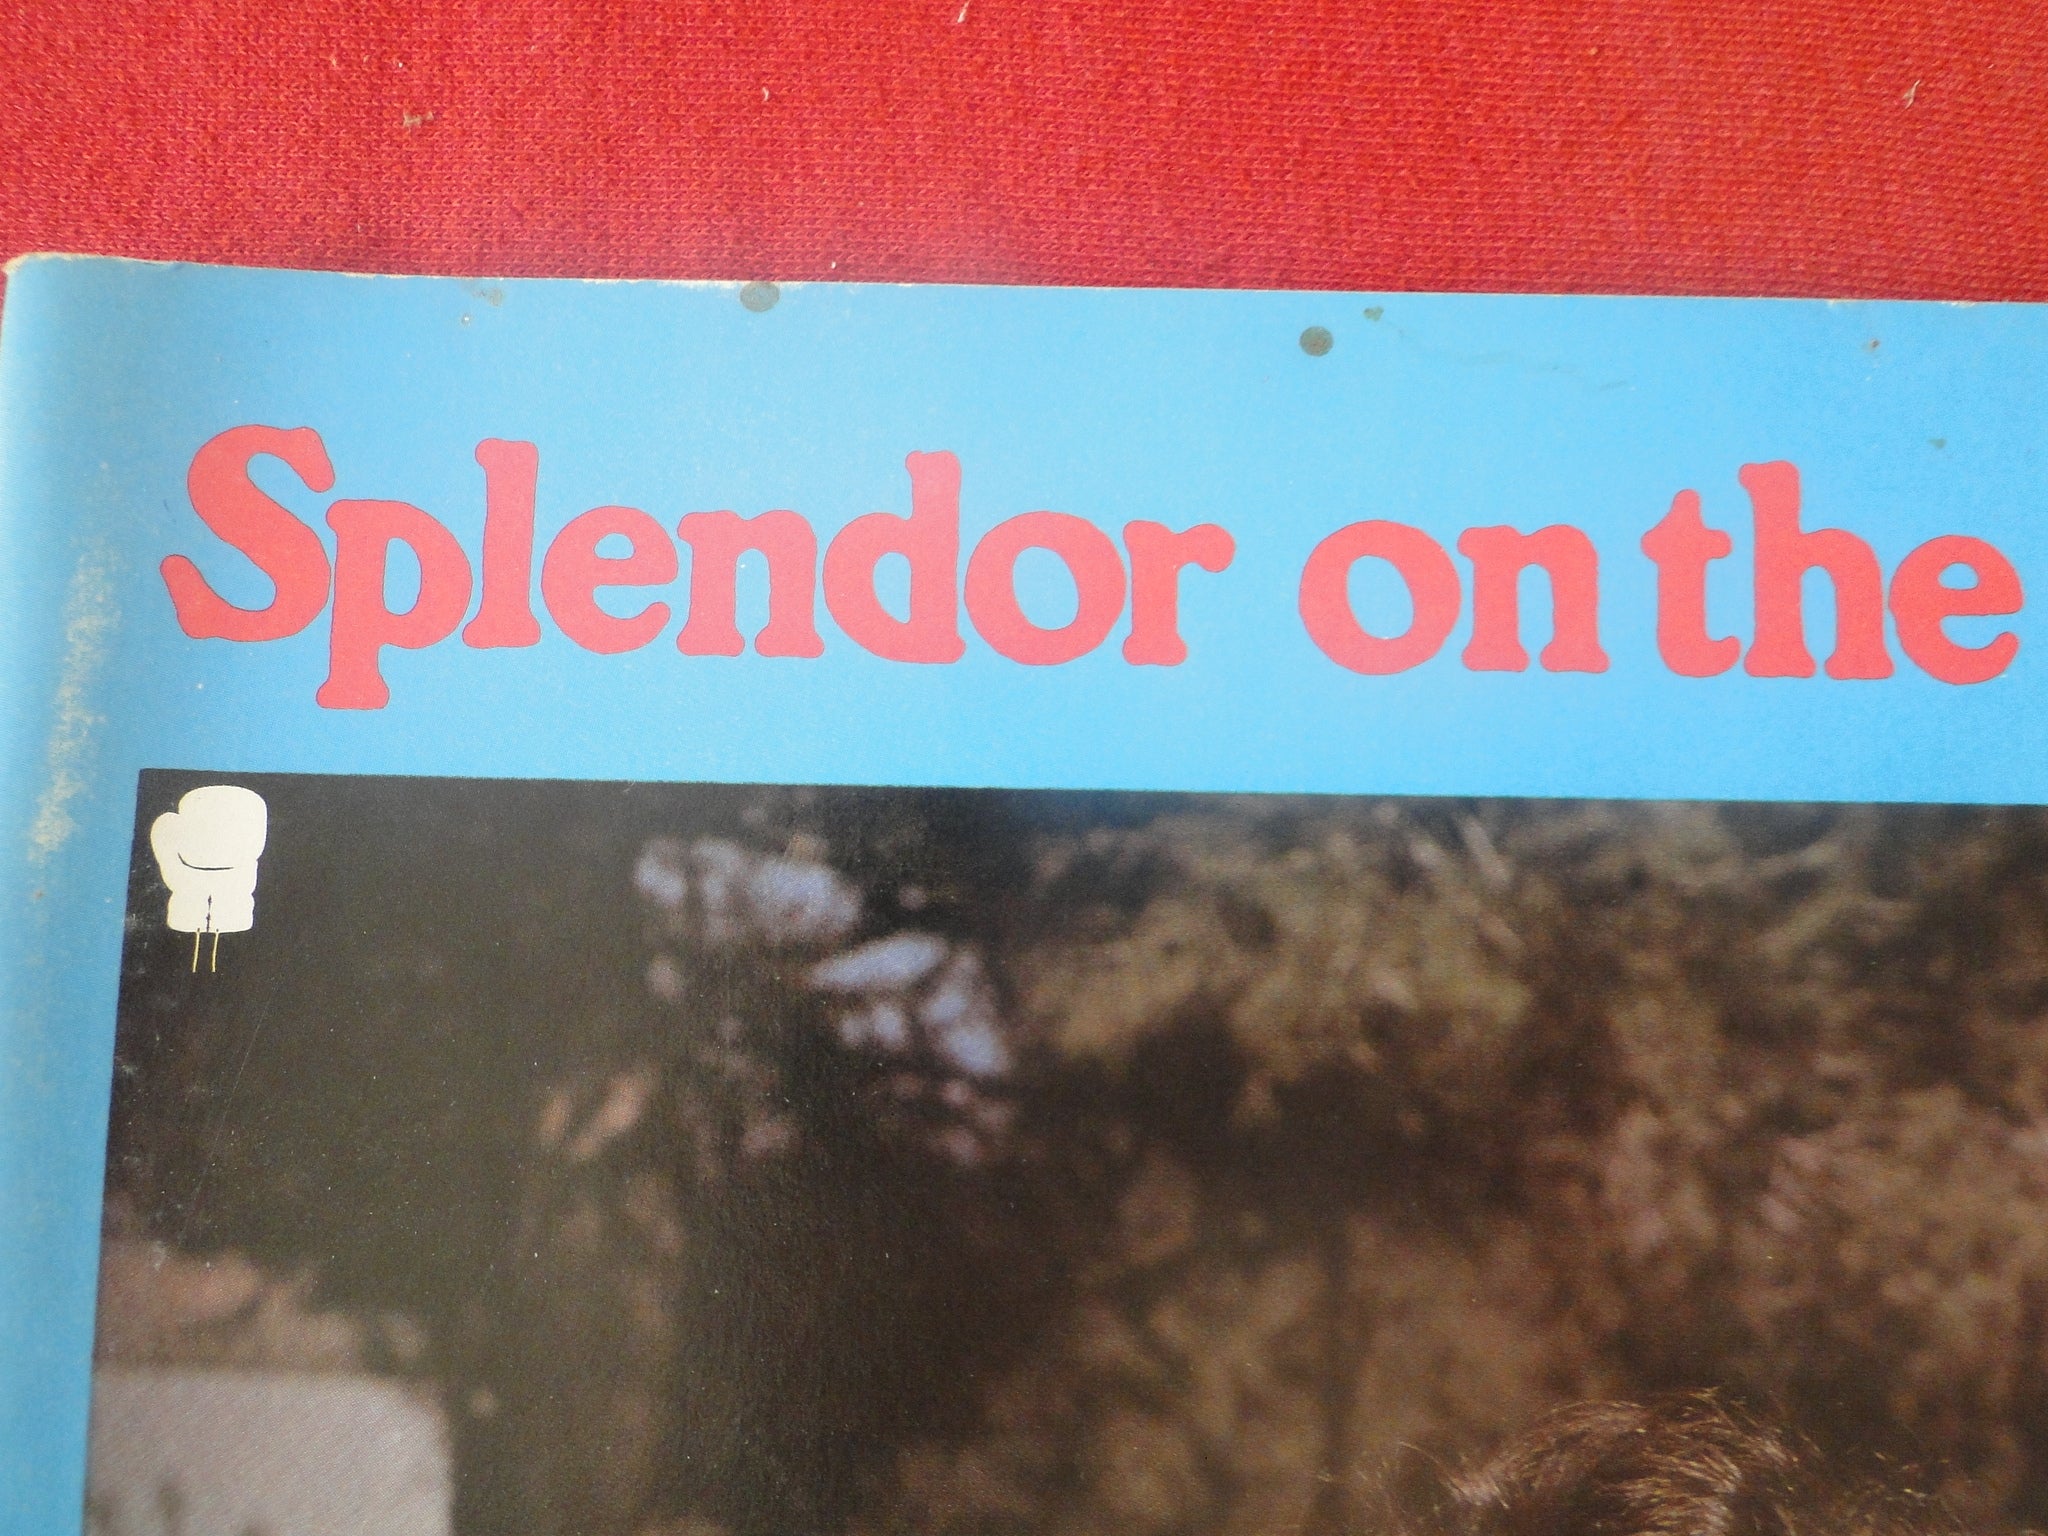 Splendor on the